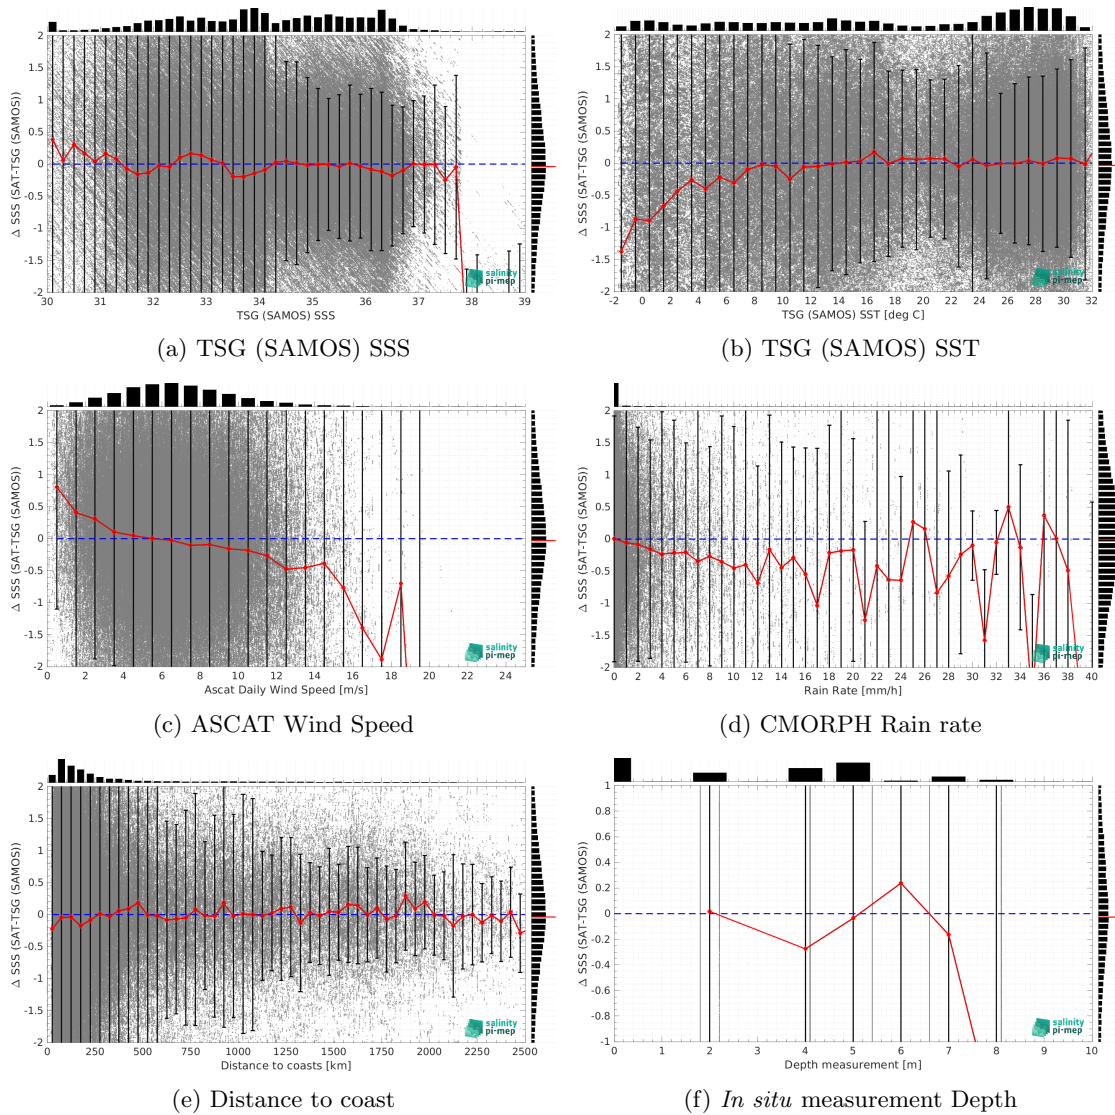 2
1.5
1
0.5
0
-0.5
-1
-1.5
-2
Δ SSS (SAT-TSG (SAMOS))
30 31 32 33 34 35 36 37 38 39
TSG (SAMOS) SSS
salinity
pi-mep
(a) TSG (SAMOS) SSS
2
1.5
1
0.5
0
-0.5
-1
-1.5
-2
Δ SSS (SAT-TSG (SAMOS))
-2 0 2 4 6 8 10 12 14 16 18 20 22 24 26 28 30 32
TSG (SAMOS) SST [deg C]
salinity
pi-mep
(b) TSG (SAMOS) SST
2
1.5
1
0.5
0
-0.5
-1
-1.5
-2
Δ SSS (SAT-TSG (SAMOS))
0 2 4 6 8 10 12 14 16 18 20 22 24
Ascat Daily Wind Speed [m/s]
salinity
pi-mep
(c) ASCAT Wind Speed
2
1.5
1
0.5
0
-0.5
-1
-1.5
-2
Δ SSS (SAT-TSG (SAMOS))
0 2 4 6 8 10 12 14 16 18 20 22 24 26 28 30 32 34 36 38 40
Rain Rate [mm/h]
salinity
pi-mep
(d) CMORPH Rain rate
2
1.5
1
0.5
0
-0.5
-1
-1.5
-2
Δ SSS (SAT-TSG (SAMOS))
0 250 500 750 1000 1250 1500 1750 2000 2250 2500
Distance to coasts [km]
salinity
pi-mep
(e) Distance to coast
1
0.8
0.6
0.4
0.2
0
-0.2
-0.4
-0.6
-0.8
-1
Δ SSS (SAT-TSG (SAMOS))
0 1 2 3 4 5 6 7 8 9 10
Depth measurement [m]
salinity
pi-mep
(f) In situ measurement Depth